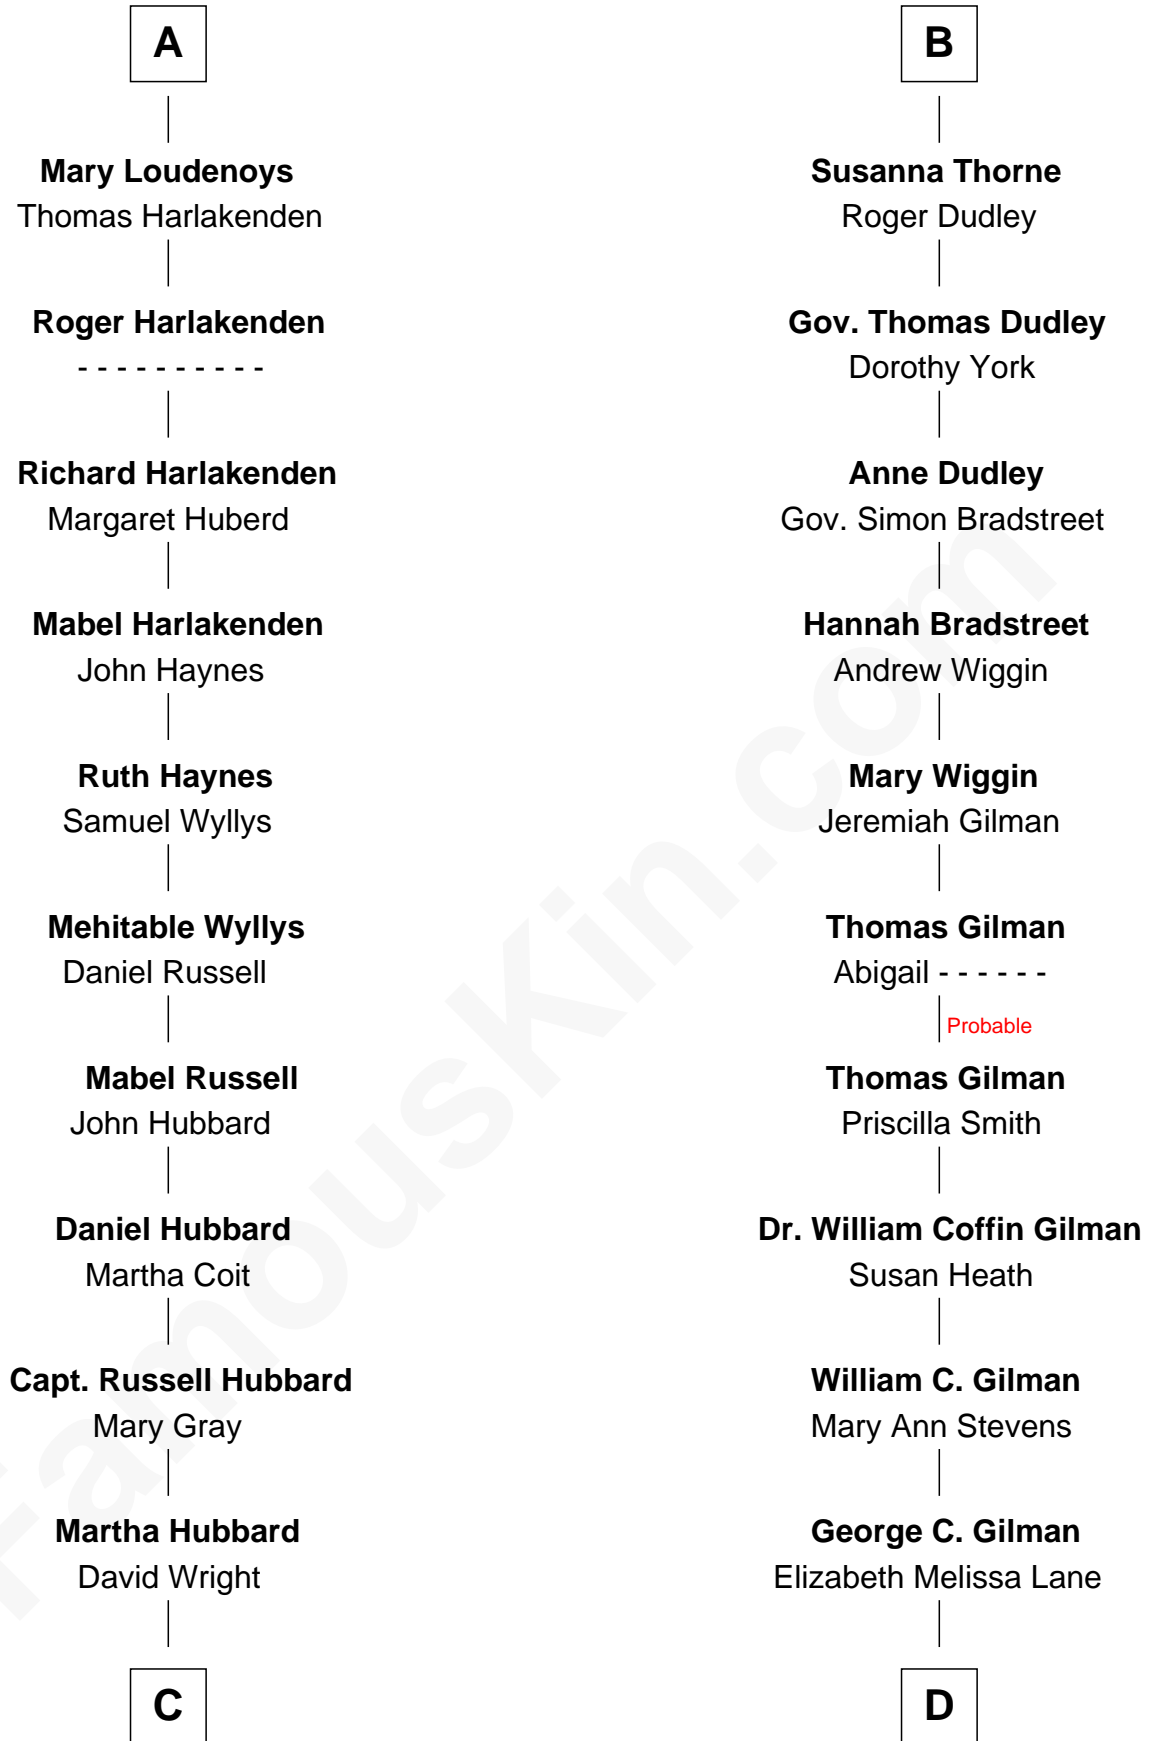 A
Mary Loudenoys
Thomas Harlakenden
Roger Harlakenden
- - - - - - - - - -
Richard Harlakenden
Margaret Huberd
Mabel Harlakenden
John Haynes
Ruth Haynes
Samuel Wyllys
Mehitable Wyllys
Daniel Russell
Mabel Russell
John Hubbard
Daniel Hubbard
Martha Coit
Capt. Russell Hubbard
Mary Gray
Martha Hubbard
David Wright
C
B
Susanna Thorne
Roger Dudley
Gov. Thomas Dudley
Dorothy York
Anne Dudley
Gov. Simon Bradstreet
Hannah Bradstreet
Andrew Wiggin
Mary Wiggin
Jeremiah Gilman
Thomas Gilman
Abigail - - - - - -
Probable
Thomas Gilman
Priscilla Smith
Dr. William Coffin Gilman
Susan Heath
William C. Gilman
Mary Ann Stevens
George C. Gilman
Elizabeth Melissa Lane
D
FamousKin.com